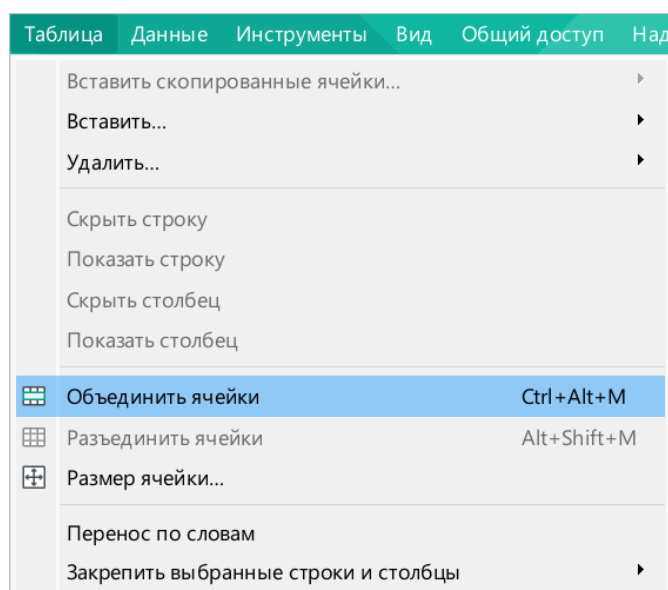 Таблица Данные Инструменты Вид Общий доступ Над
Вставить скопированные ячейки...
Вставить...
Удалить...
Скрыть строку
Показать строку
Скрыть столбец
Показать столбец
Объединить ячейки Ctrl+Alt+M
Разъединить ячейки Alt+Shift+M
Размер ячейки...
Перенос по словам
Закрепить выбранные строки и столбцы